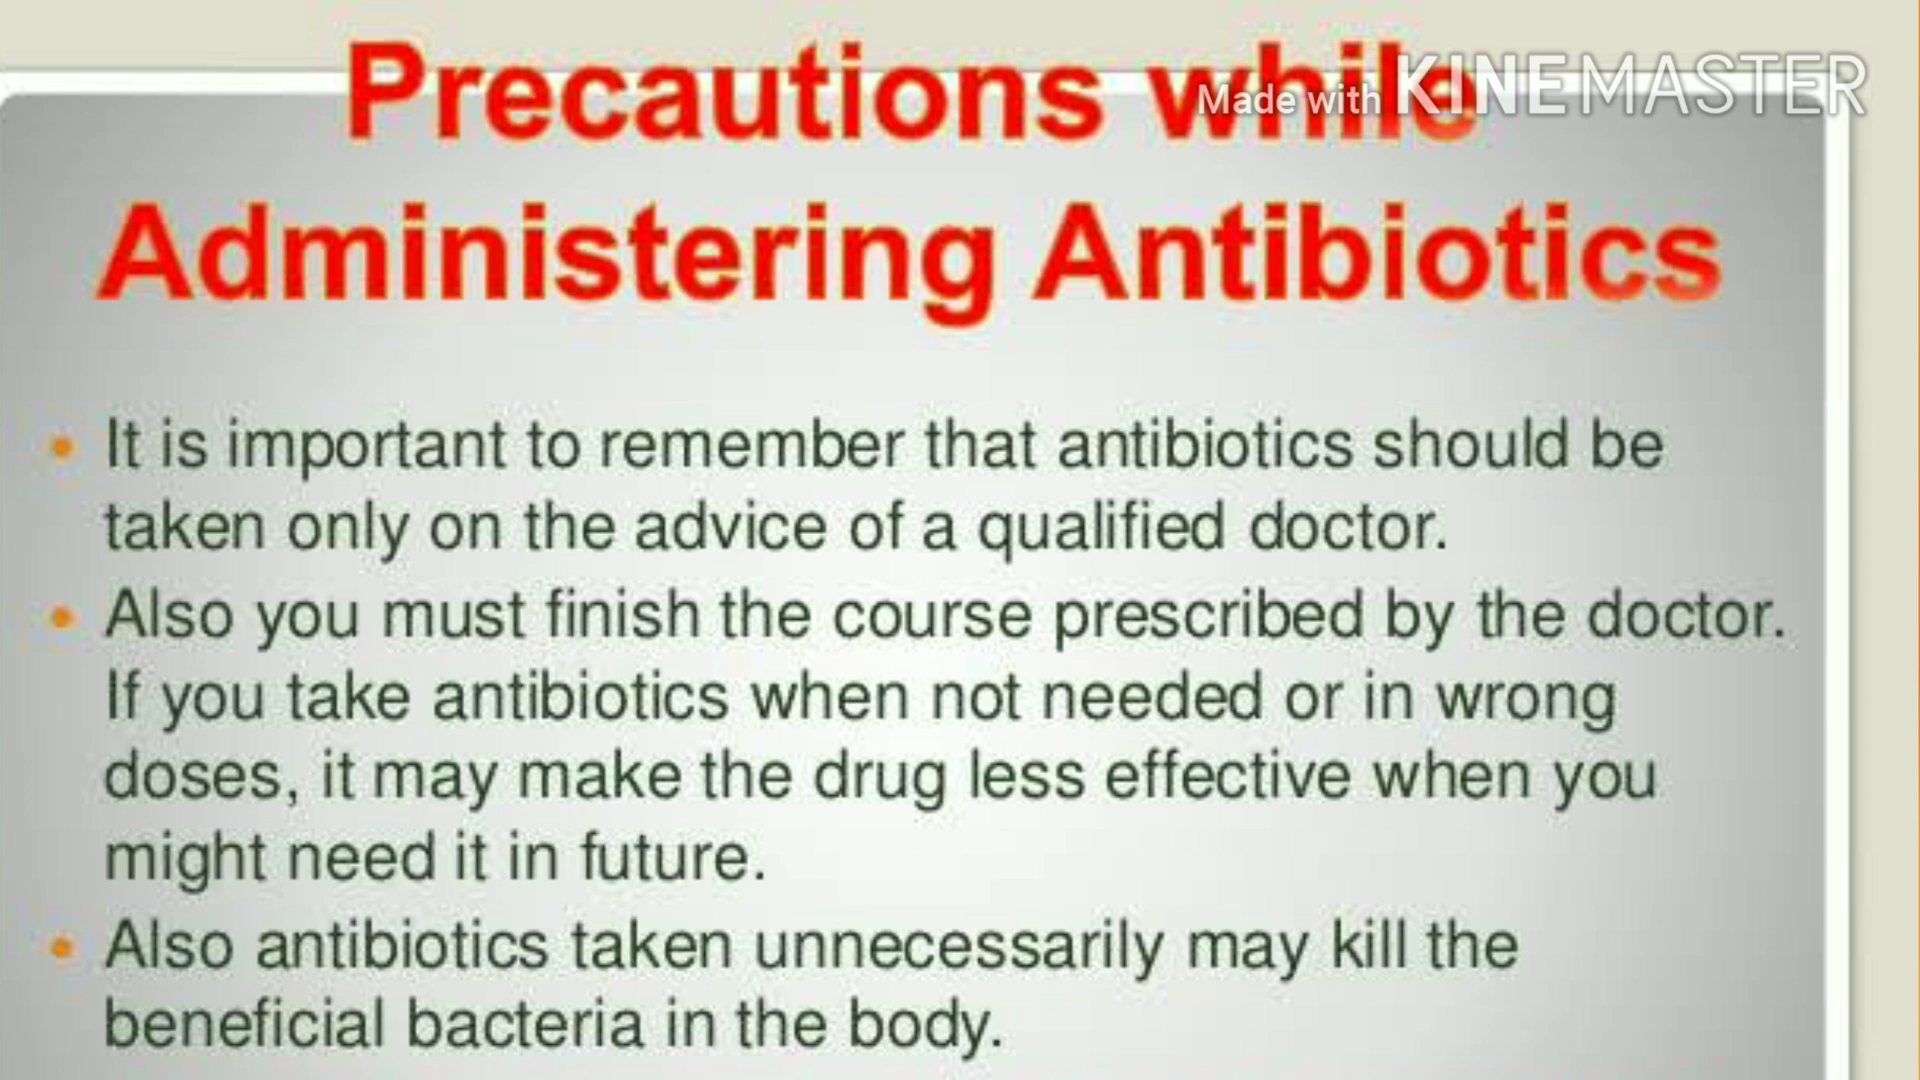 Precautions while
Made with KINEMASTER
Administering Antibiotics
• It is important to remember that antibiotics should be
taken only on the advice of a qualified doctor.
• Also you must finish the course prescribed by the doctor.
If you take antibiotics when not needed or in wrong
doses, it may make the drug less effective when you
might need it in future.
• Also antibiotics taken unnecessarily may kill the
beneficial bacteria in the body.